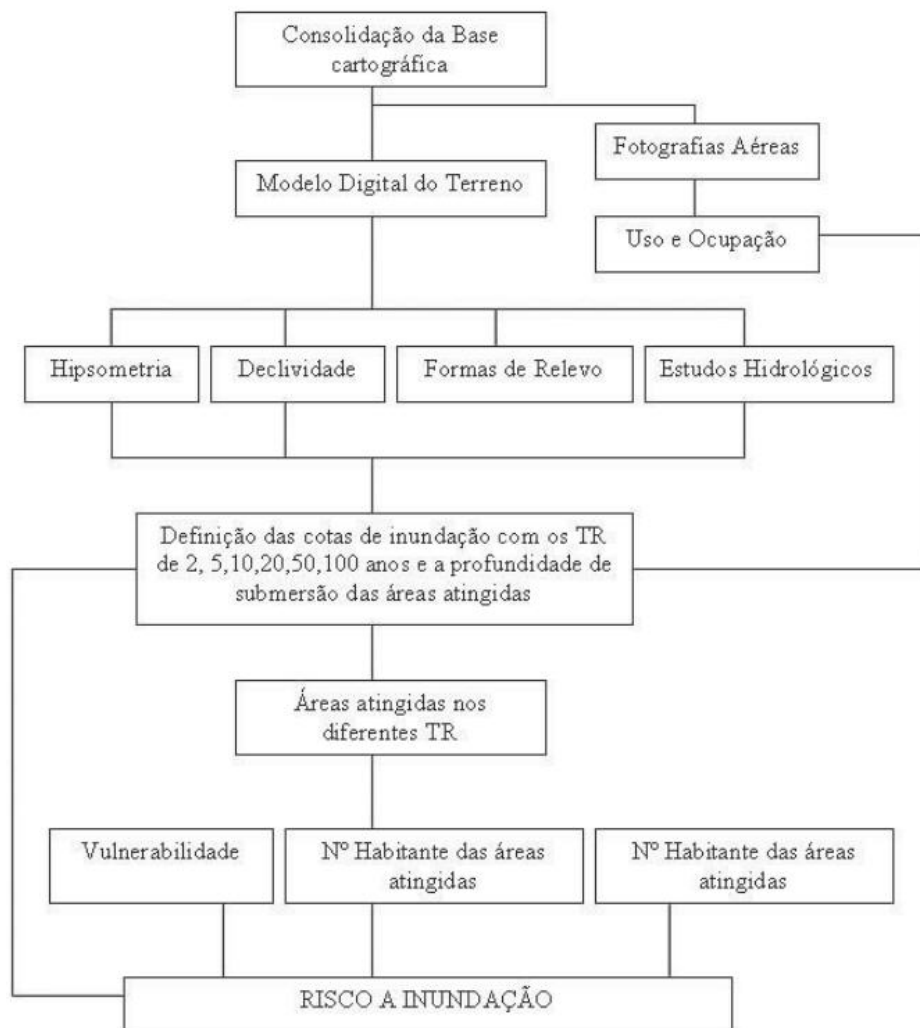 Consolidação da Base
cartográfica
Fotografias Aéreas
Modelo Digital do Terreno
Uso e Ocupação
Hipsometria
Declividade
Formas de Relevo
Estudos Hidrológicos
Definição das cotas de inundação com os TR
de 2, 5,10,20,50,100 anos e a profundidade de
submersão das áreas atingidas
Áreas atingidas nos
diferentes TR
Vulnerabilidade
Nº Habitante das áreas
atingidas
Nº Habitante das áreas
atingidas
RISCO A INUNDAÇÃO